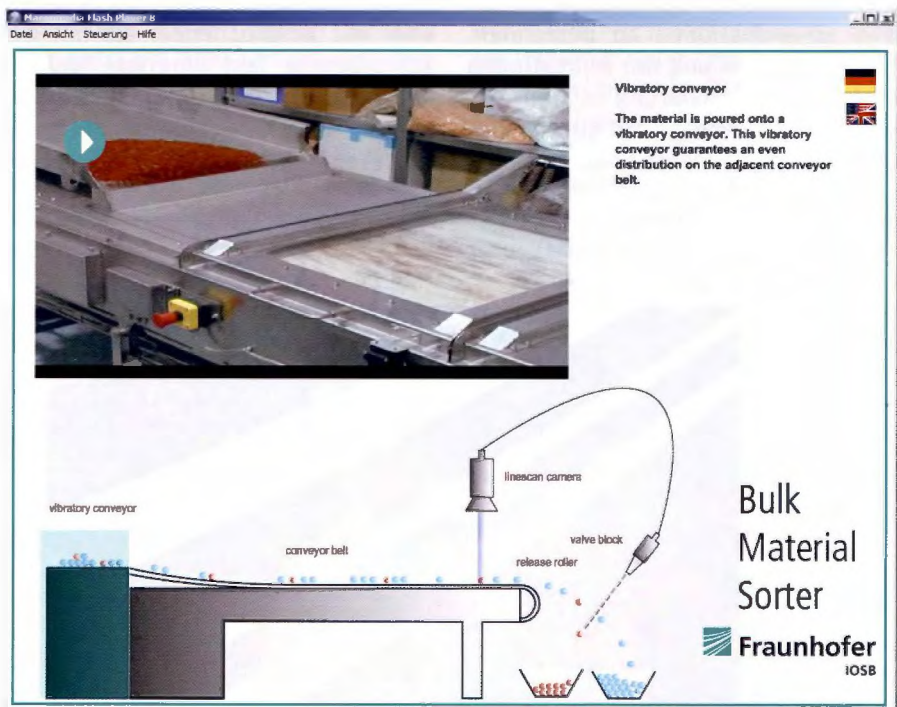 Macromedia Flash Player 8
Datei Ansicht Steuerung Hilfe
Vibratory conveyor
The material is poured onto a
vibratory conveyor. This vibratory
conveyor guarantees an even
distribution on the adjacent conveyor
belt.
linescan camera
vibratory conveyor
valve block
conveyor belt
release roller
Bulk
Material
Sorter
Fraunhofer
IOSB